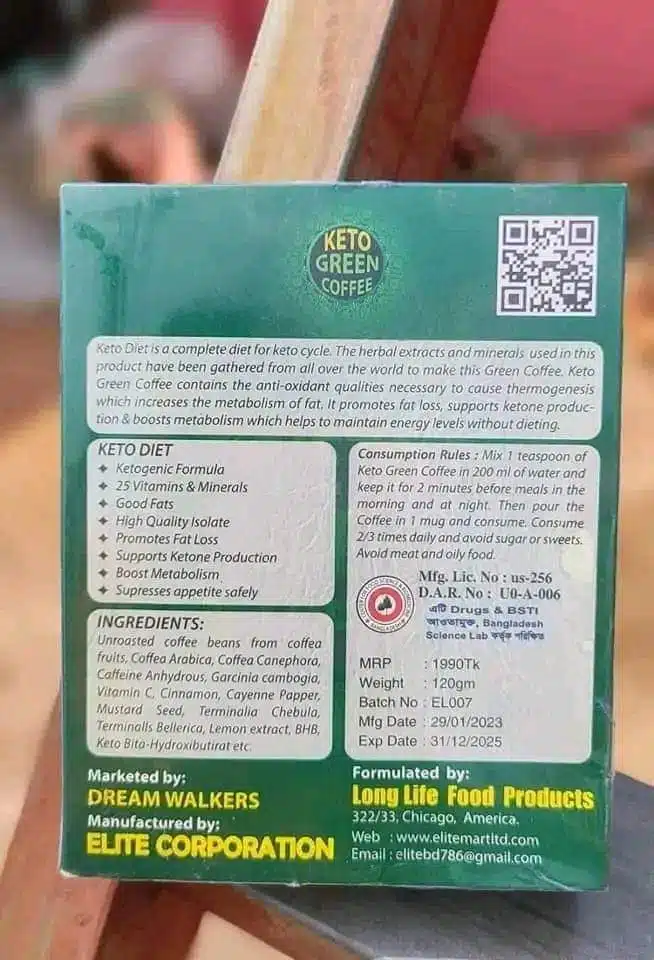 KETO
GREEN
COFFEE
Keto Diet is a complete diet for keto cycle. The herbal extracts and minerals used in this
product have been gathered from all over the world to make this Green Coffee. Keto
Green Coffee contains the anti-oxidant qualities necessary to cause thermogenesis
which increases the metabolism of fat. It promotes fat loss, supports ketone produc-
tion & boosts metabolism which helps to maintain energy levels without dieting.
KETO DIET
Ketogenic Formula
25 Vitamins & Minerals
Good Fats
High Quality Isolate
Promotes Fat Loss
Supports Ketone Production
Boost Metabolism
Supresses appetite safely
INGREDIENTS:
Unroasted coffee beans from coffea
fruits, Coffea Arabica, Coffea Canephora,
Caffeine Anhydrous, Garcinia cambogia,
Vitamin C, Cinnamon, Cayenne Papper,
Mustard Seed, Terminalia Chebula,
Terminalls Bellerica, Lemon extract, BHB,
Keto Bita-Hydroxibutirat etc.
Marketed by:
DREAM WALKERS
Manufactured by:
ELITE CORPORATION
Consumption Rules : Mix 1 teaspoon of
Keto Green Coffee in 200 ml of water and
keep it for 2 minutes before meals in the
morning and at night. Then pour the
Coffee in 1 mug and consume. Consume
2/3 times daily and avoid sugar or sweets.
Avoid meat and oily food.
Mfg. Lic. No : us-256
D.A.R. No : U0-A-006
এটি Drugs & BSTI
আওতামুক্ত, Bangladesh
Science Lab কর্তৃক পরিক্ষিত
BANGLADESH
MRP : 1990Tk
Weight : 120gm
Batch No : EL007
Mfg Date : 29/01/2023
Exp Date : 31/12/2025
Formulated by:
Long Life Food Products
322/33, Chicago, America.
Web : www.elitemartltd.com
Email : elitebd786@gmail.com